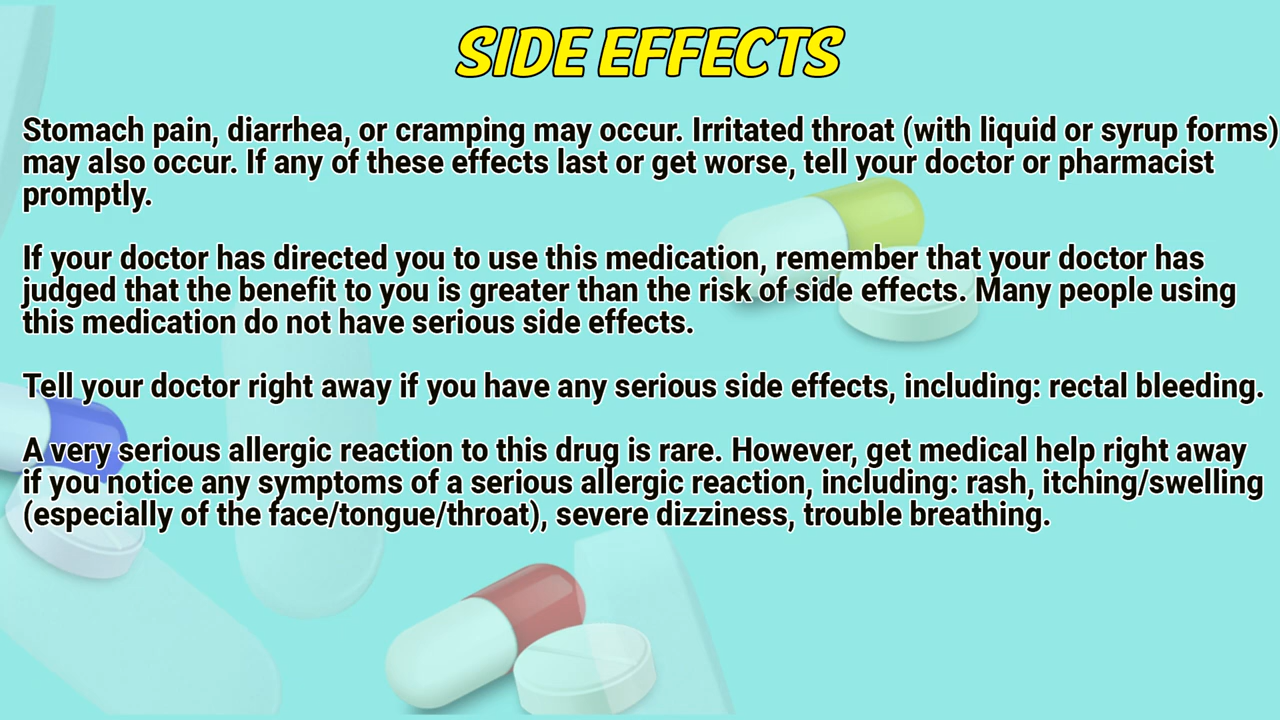 SIDE EFFECTS
Stomach pain, diarrhea, or cramping may occur. Irritated throat (with liquid or syrup forms)
may also occur. If any of these effects last or get worse, tell your doctor or pharmacist
promptly.
If your doctor has directed you to use this medication, remember that your doctor has
judged that the benefit to you is greater than the risk of side effects. Many people using
this medication do not have serious side effects.
Tell your doctor right away if you have any serious side effects, including: rectal bleeding.
A very serious allergic reaction to this drug is rare. However, get medical help right away
if you notice any symptoms of a serious allergic reaction, including: rash, itching/swelling
(especially of the face/tongue/throat), severe dizziness, trouble breathing.